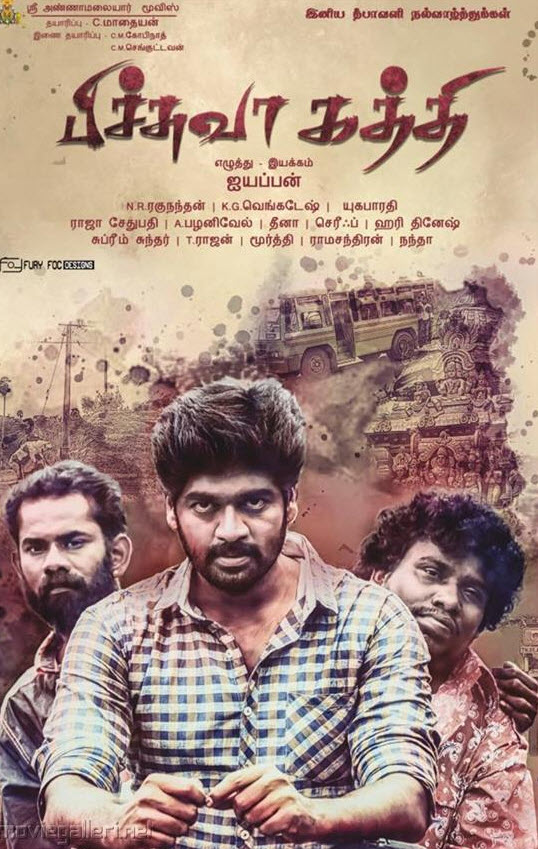 ஸ்ரீ அண்ணாமலையார் மூவிஸ்
இனிய தீபாவளி நல்வாழ்த்துகள்
தயாரிப்பு - C.மாதையன்
இணை தயாரிப்பு - C.M.கோபிநாத்
C.M.செங்குட்டவன்
பிச்சுவா கத்தி
எழுத்து - இயக்கம்
ஐயப்பன்
N.R.ரகுநந்தன் | K.G.வெங்கடேஷ் | யுகபாரதி
ராஜா சேதுபதி | A.பழனிவேல் | தீனா | செரீஃப் | ஹரி தினேஷ்
சுப்ரீம் சுந்தர் | T.ராஜன் | மூர்த்தி | ராமசந்திரன் | நந்தா
FURY FOC DESIGNS
moviegalleri.net